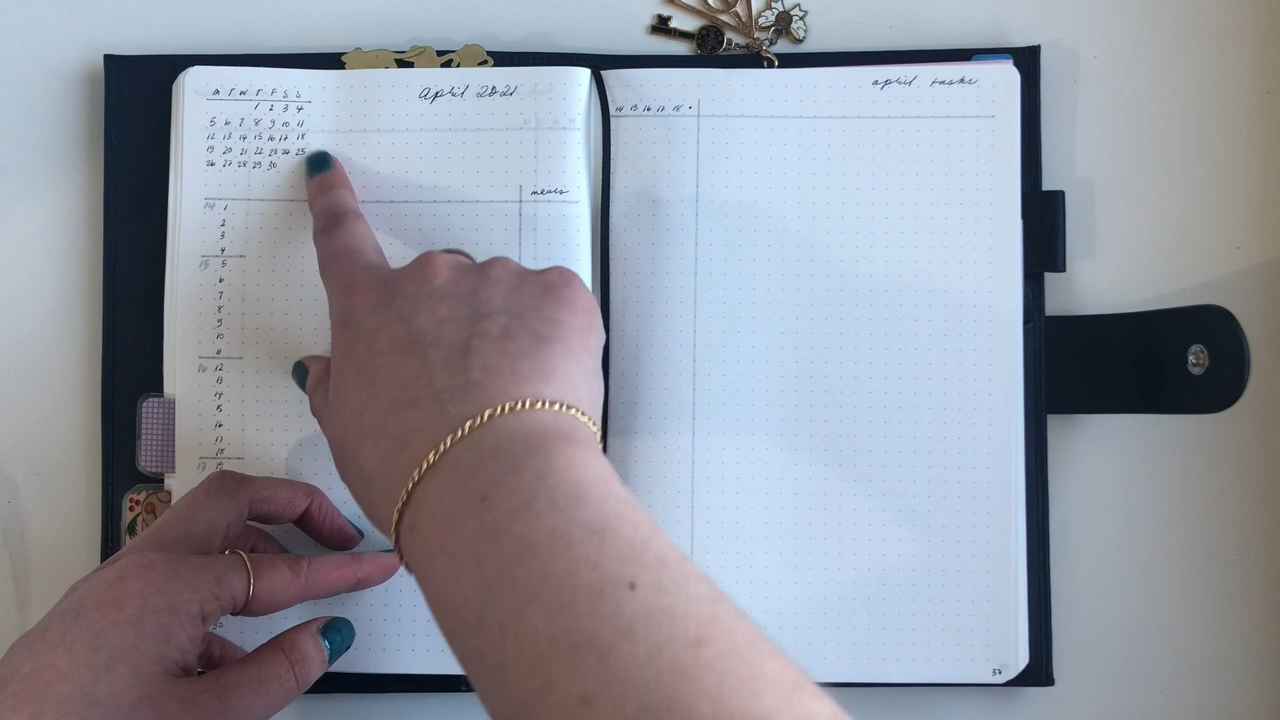 april 2021
M T W T F S S
1 2 3 4
5 6 7 8 9 10 11
12 13 14 15 16 17 18
19 20 21 22 23 24 25
26 27 28 29 30
meals
14 1
2
3
4
15 5
6
7
8
9
10
11
16 12
13
14
15
16
17
18
17 19
30
april tasks
14 15 16 17 18 •
37